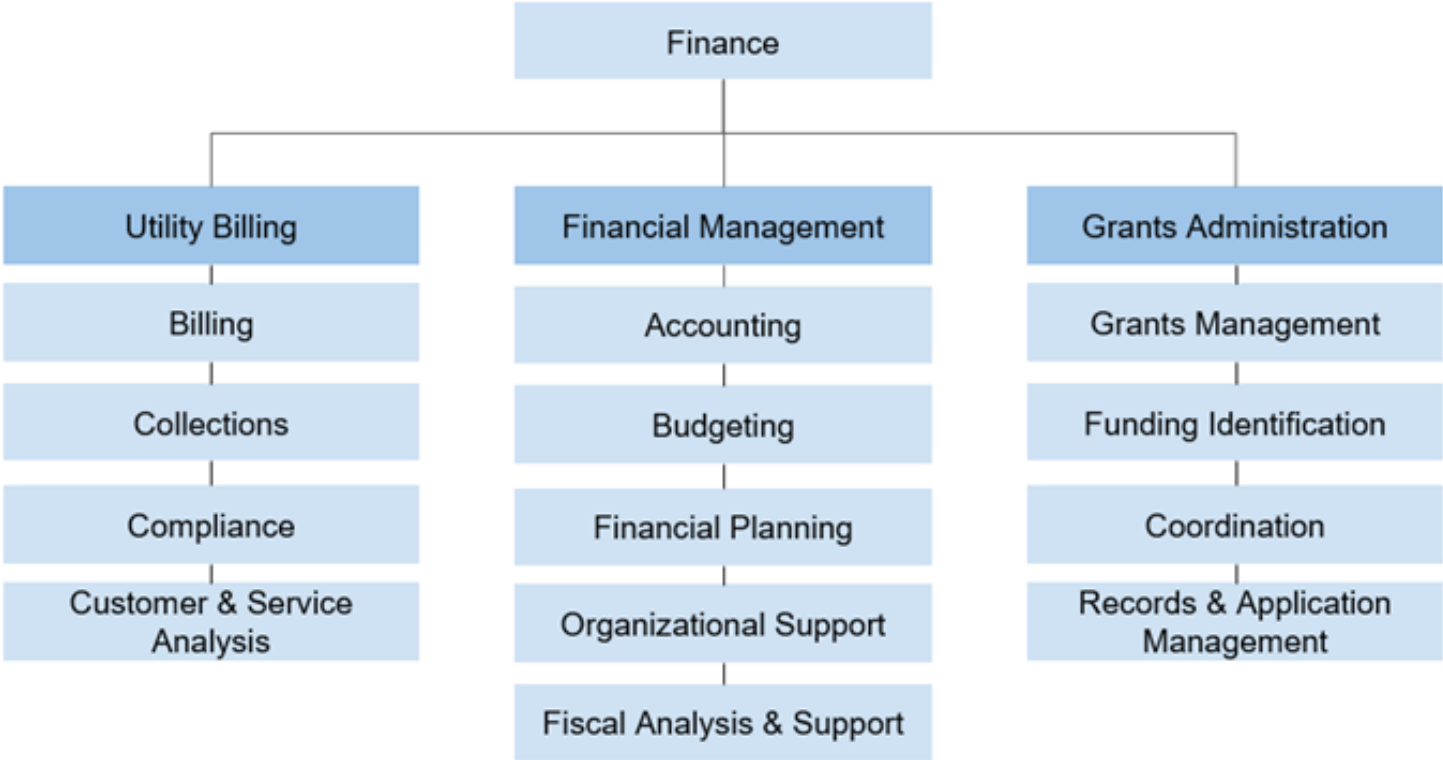 Finance
Utility Billing
Billing
Collections
Compliance
Customer & Service
Analysis
Financial Management
Accounting
Budgeting
Financial Planning
Organizational Support
Fiscal Analysis & Support
Grants Administration
Grants Management
Funding Identification
Coordination
Records & Application
Management